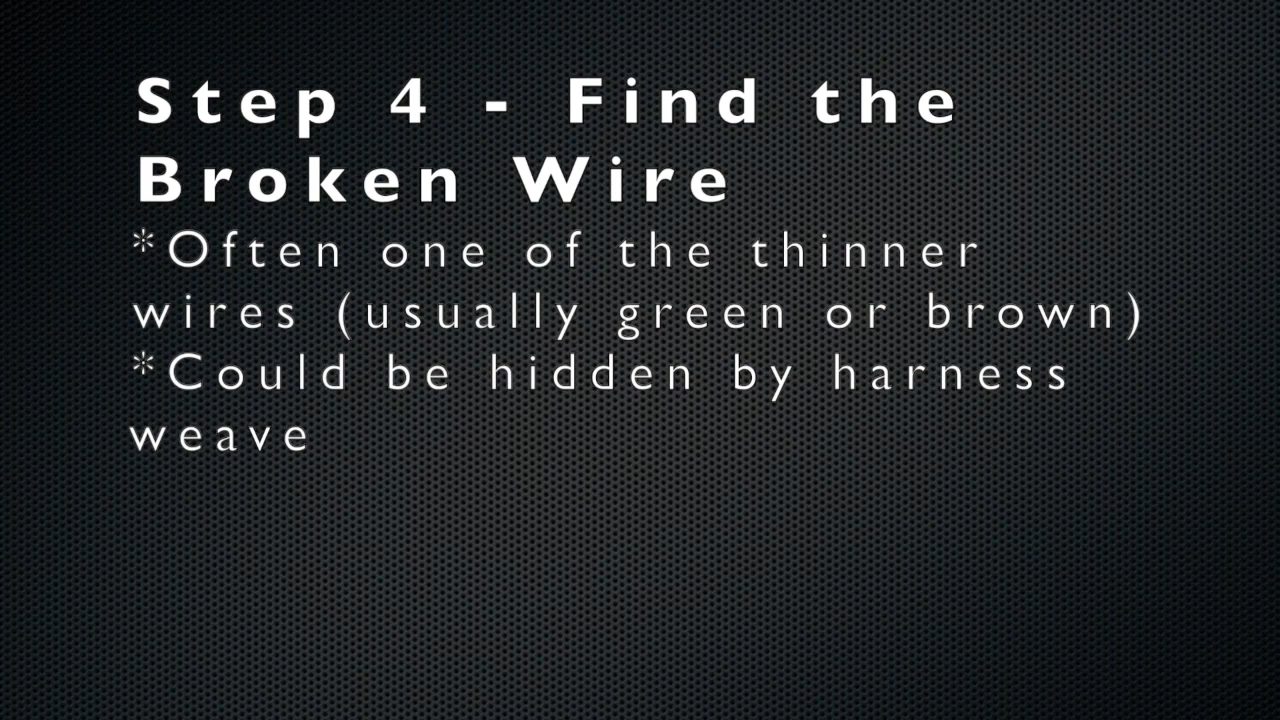 Step 4 - Find the
Broken Wire
*Often one of the thinner
wires (usually green or brown)
*Could be hidden by harness
weave